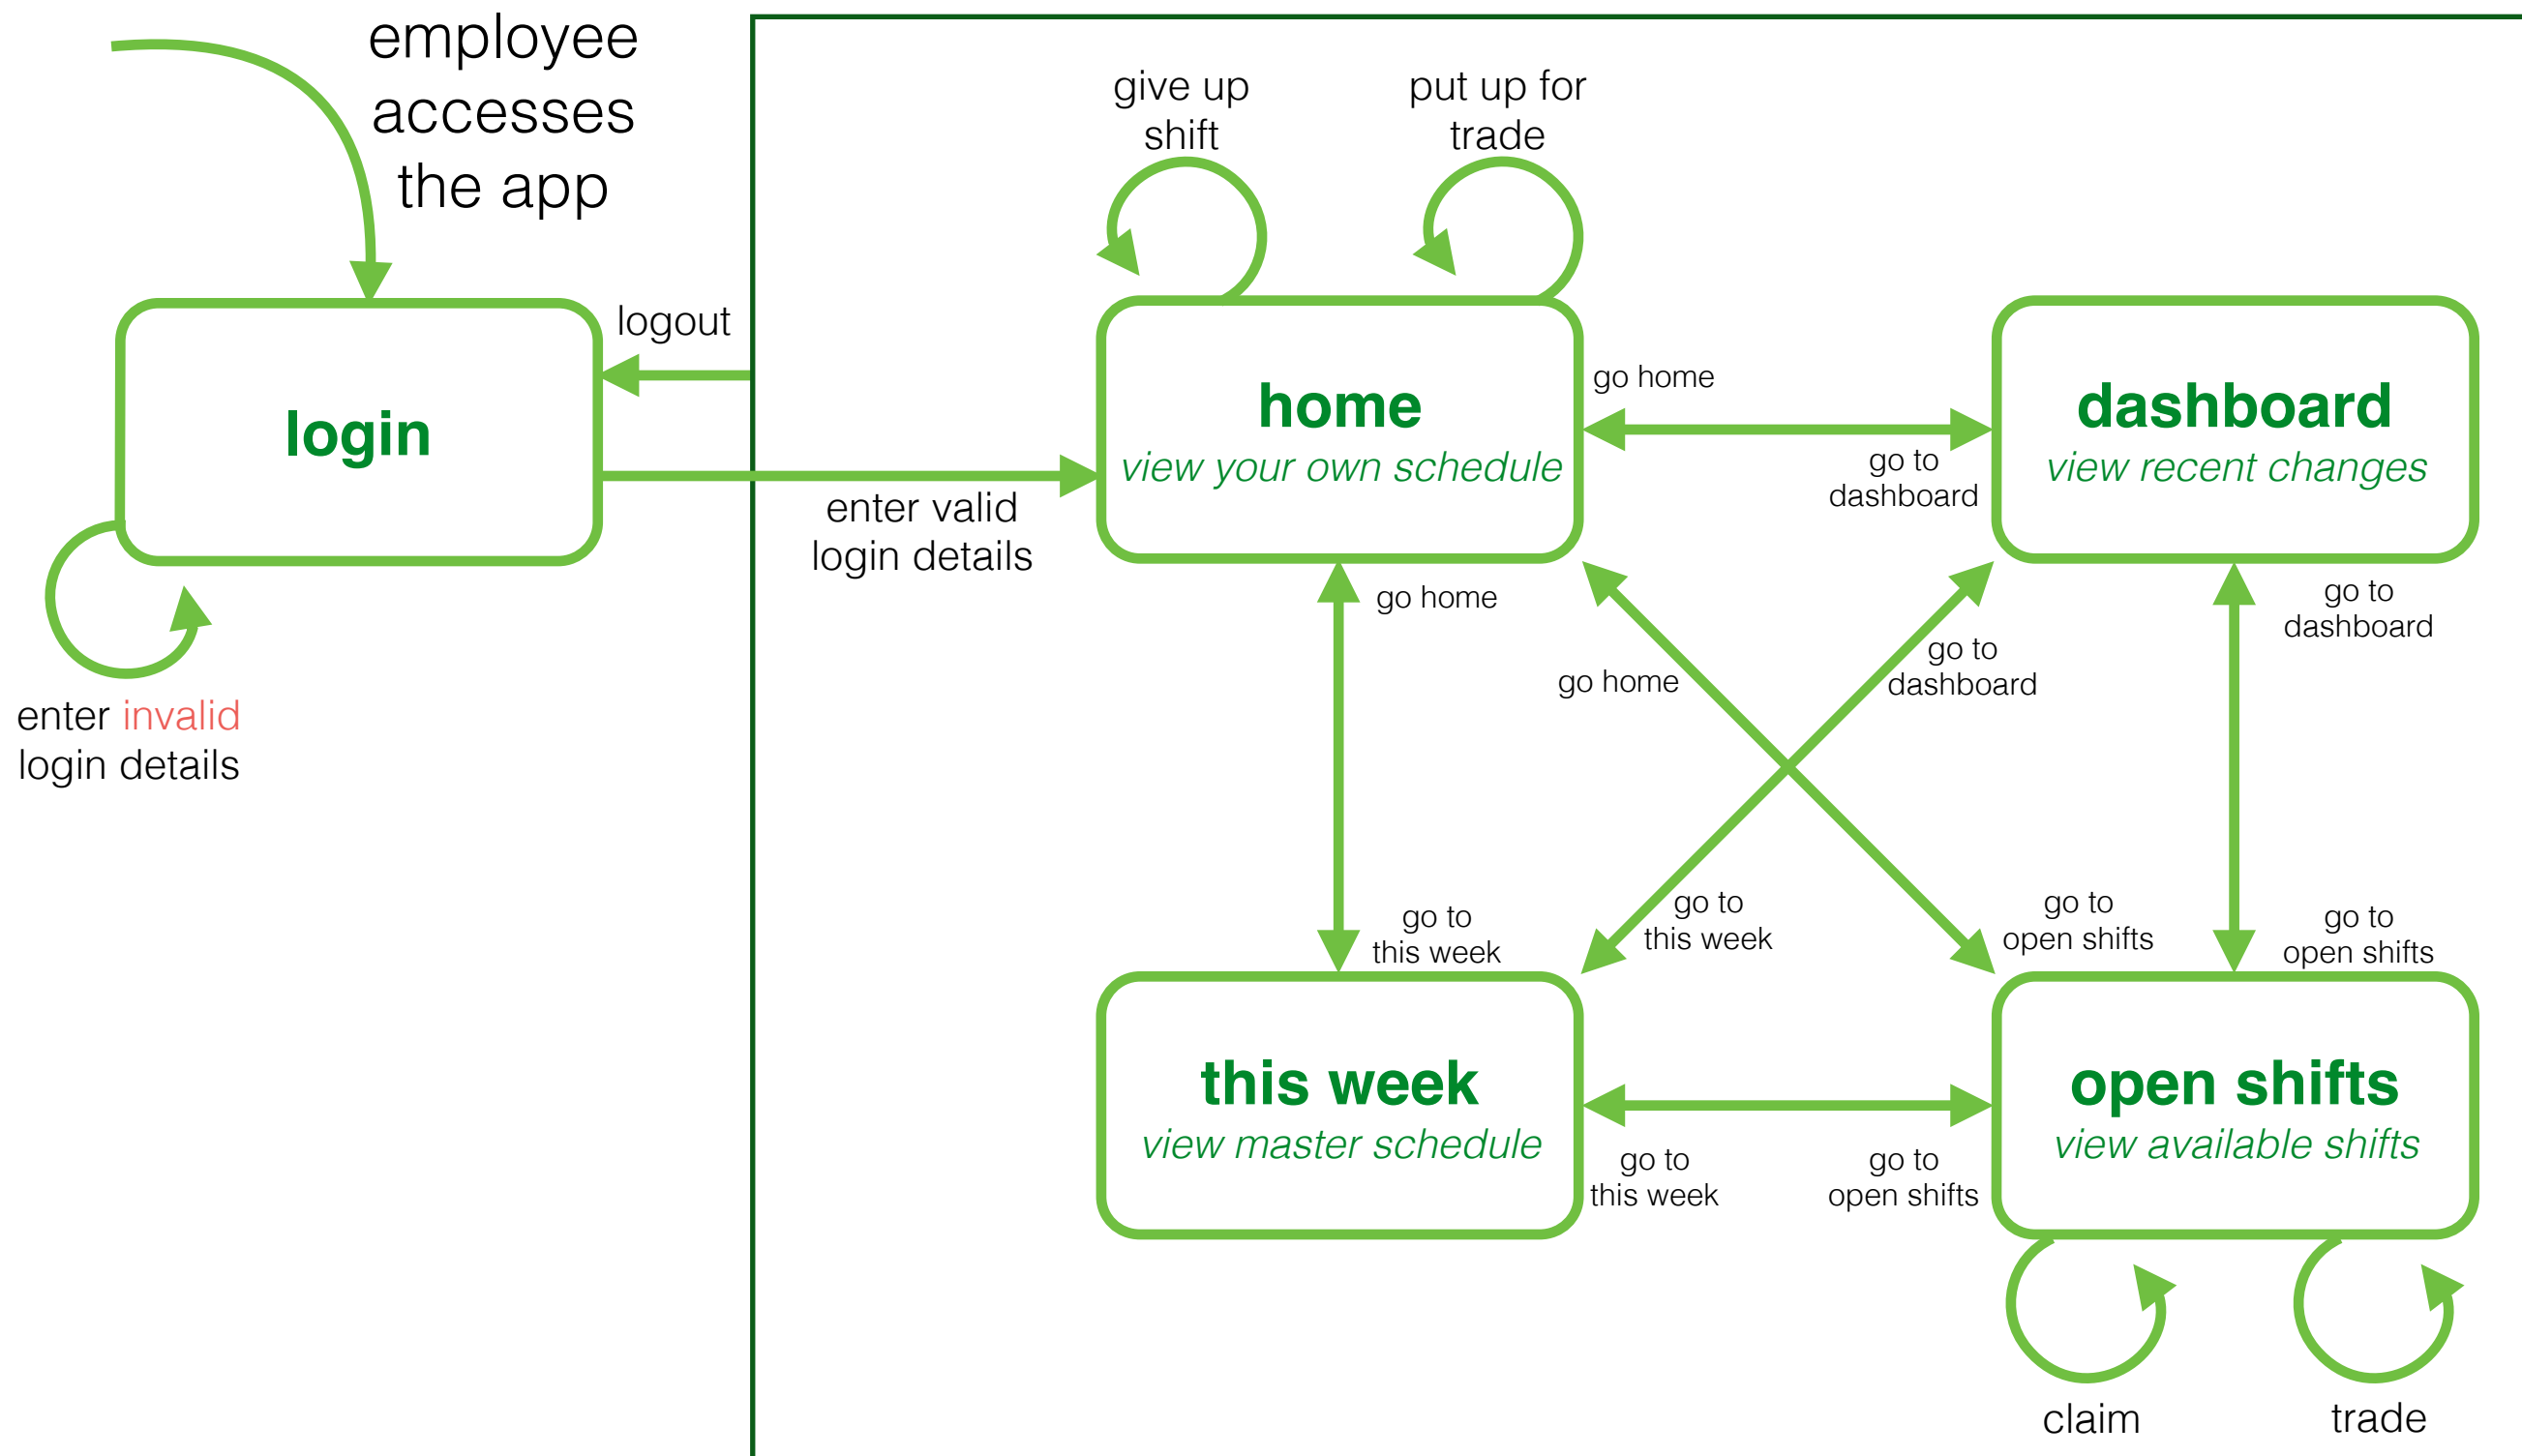 employee
accesses
the app
give up
shift
put up for
trade
logout
login
enter valid
login details
enter invalid
login details
home
view your own schedule
go home
go to
dashboard
dashboard
view recent changes
go home
go home
go to
dashboard
go to
dashboard
go to
this week
go to
this week
go to
open shifts
go to
open shifts
this week
view master schedule
go to
this week
go to
open shifts
open shifts
view available shifts
claim
trade